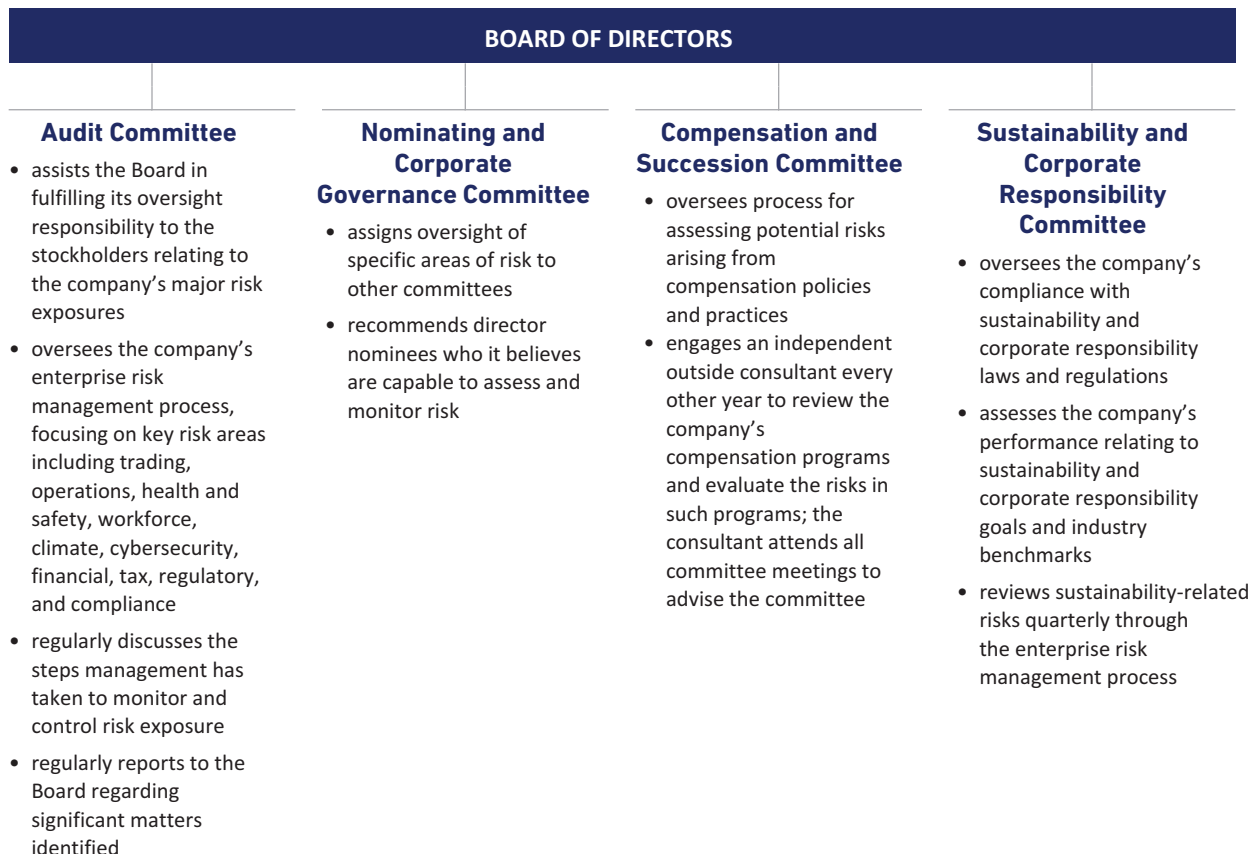 BOARD OF DIRECTORS
Audit Committee
• assists the Board in
fulfilling its oversight
responsibility to the
stockholders relating to
the company’s major risk
exposures
• oversees the company’s
enterprise risk
management process,
focusing on key risk areas
including trading,
operations, health and
safety, workforce,
climate, cybersecurity,
financial, tax, regulatory,
and compliance
• regularly discusses the
steps management has
taken to monitor and
control risk exposure
• regularly reports to the
Board regarding
significant matters
identified
Nominating and
Corporate
Governance Committee
• assigns oversight of
specific areas of risk to
other committees
• recommends director
nominees who it believes
are capable to assess and
monitor risk
Compensation and
Succession Committee
• oversees process for
assessing potential risks
arising from
compensation policies
and practices
• engages an independent
outside consultant every
other year to review the
company’s
compensation programs
and evaluate the risks in
such programs; the
consultant attends all
committee meetings to
advise the committee
Sustainability and
Corporate
Responsibility
Committee
• oversees the company’s
compliance with
sustainability and
corporate responsibility
laws and regulations
• assesses the company’s
performance relating to
sustainability and
corporate responsibility
goals and industry
benchmarks
• reviews sustainability-related
risks quarterly through
the enterprise risk
management process